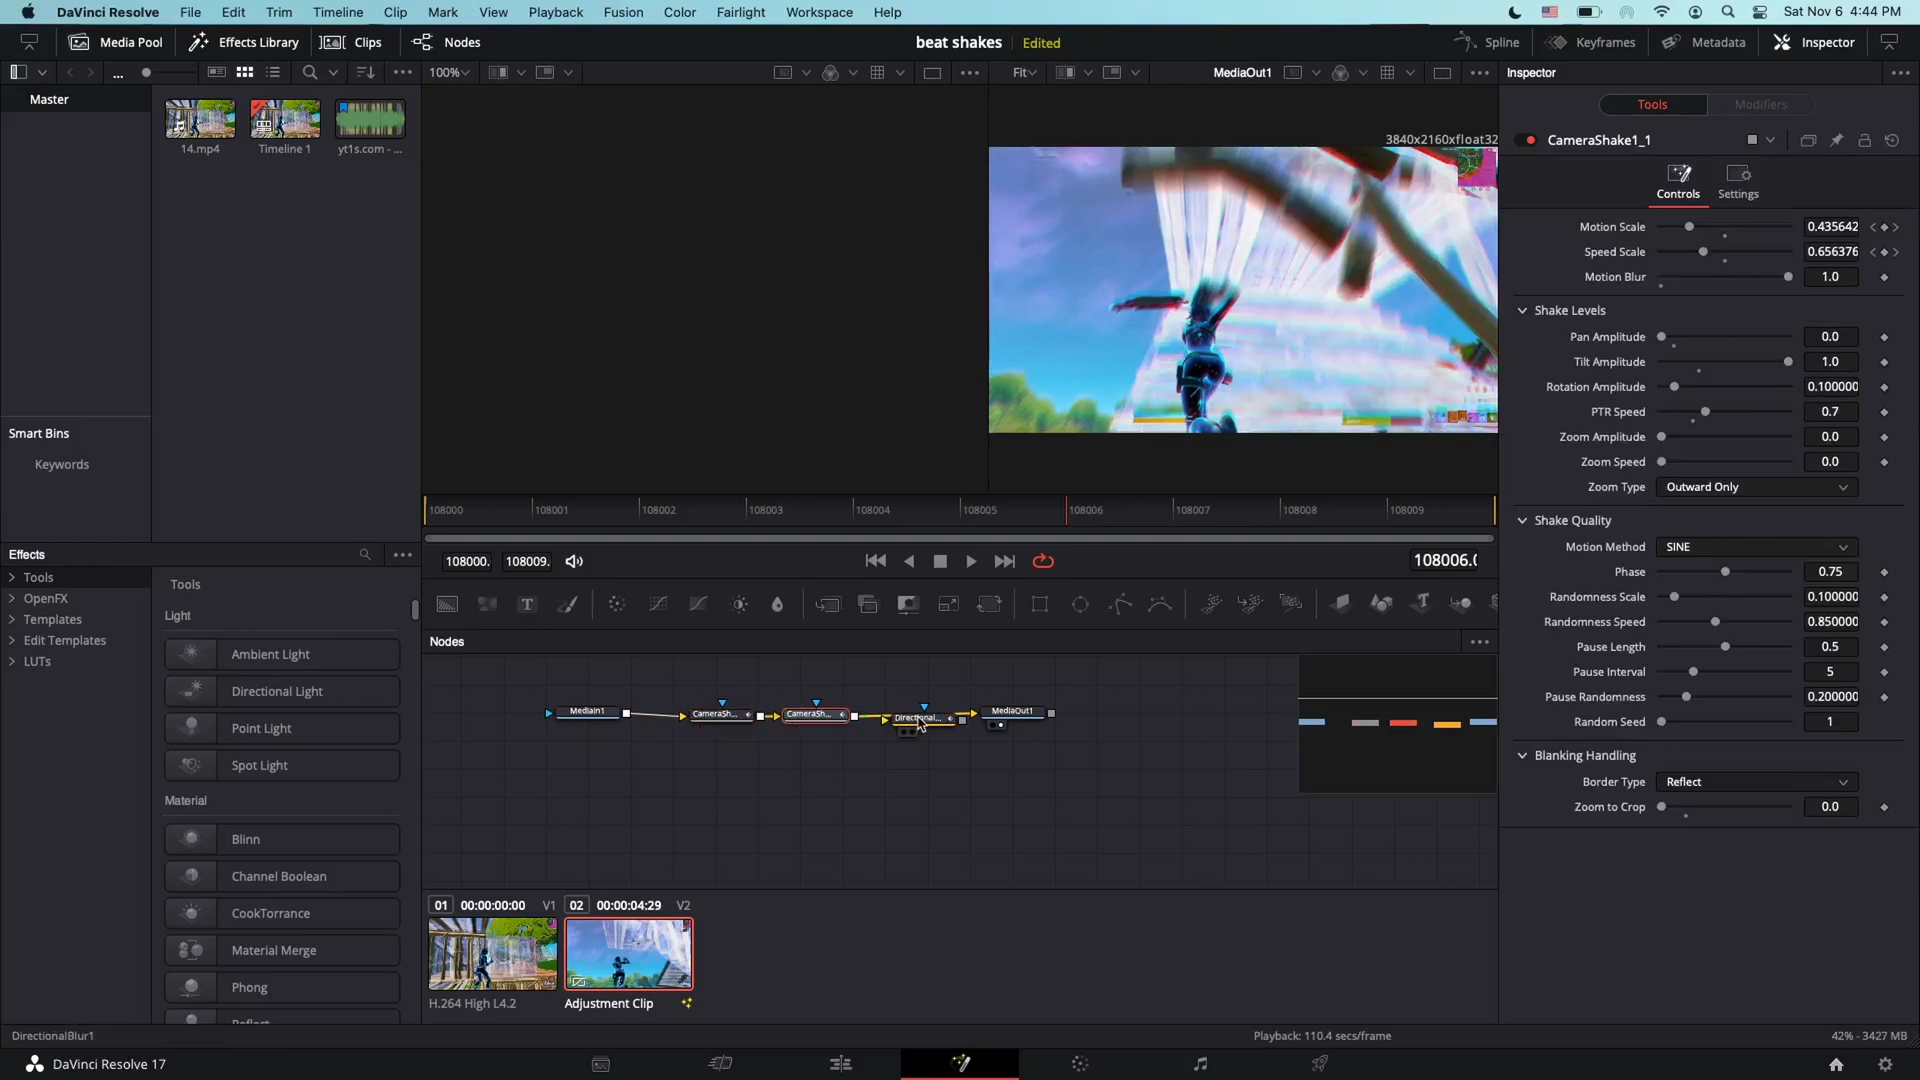 DaVinci Resolve File Edit Trim Timeline Clip Mark View Playback Fusion Color Fairlight Workspace Help Sat Nov 6 4:44 PM
Media Pool Effects Library Clips Nodes beat shakes Edited Spline Keyframes Metadata Inspector
... 100% Fit MediaOut1 Inspector
Master
14.mp4 Timeline 1 yt1s.com - ...
3840x2160xfloat32
Tools Modifiers
CameraShake1_1
Controls Settings
Motion Scale 0.435642
Speed Scale 0.656376
Motion Blur 1.0
Shake Levels
Pan Amplitude 0.0
Tilt Amplitude 1.0
Rotation Amplitude 0.100000
PTR Speed 0.7
Zoom Amplitude 0.0
Zoom Speed 0.0
Zoom Type Outward Only
Shake Quality
Motion Method SINE
Phase 0.75
Randomness Scale 0.100000
Randomness Speed 0.850000
Pause Length 0.5
Pause Interval 5
Pause Randomness 0.200000
Random Seed 1
Blanking Handling
Border Type Reflect
Zoom to Crop 0.0
Smart Bins
Keywords
108000 108001 108002 108003 108004 108005 108006 108007 108008 108009
108000. 108009. 108006.0
Effects
Tools
OpenFX
Templates
Edit Templates
LUTs
Tools
Light
Ambient Light
Directional Light
Point Light
Spot Light
Material
Blinn
Channel Boolean
CookTorrance
Material Merge
Phong
Reflect
Nodes
MediaIn1 CameraSh... CameraSh... Directional... MediaOut1
01 00:00:00:00 V1 02 00:00:04:29 V2
H.264 High L4.2 Adjustment Clip
DirectionalBlur1 Playback: 110.4 secs/frame 42% - 3427 MB
DaVinci Resolve 17